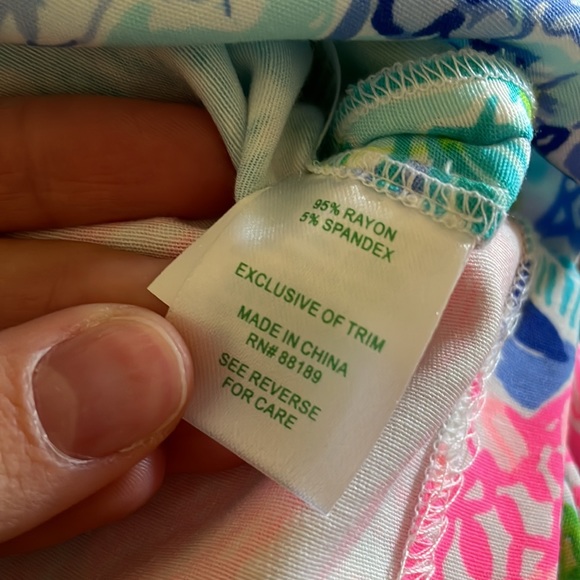 95% RAYON
5% SPANDEX
EXCLUSIVE OF TRIM
MADE IN CHINA
RN# 88189
SEE REVERSE
FOR CARE